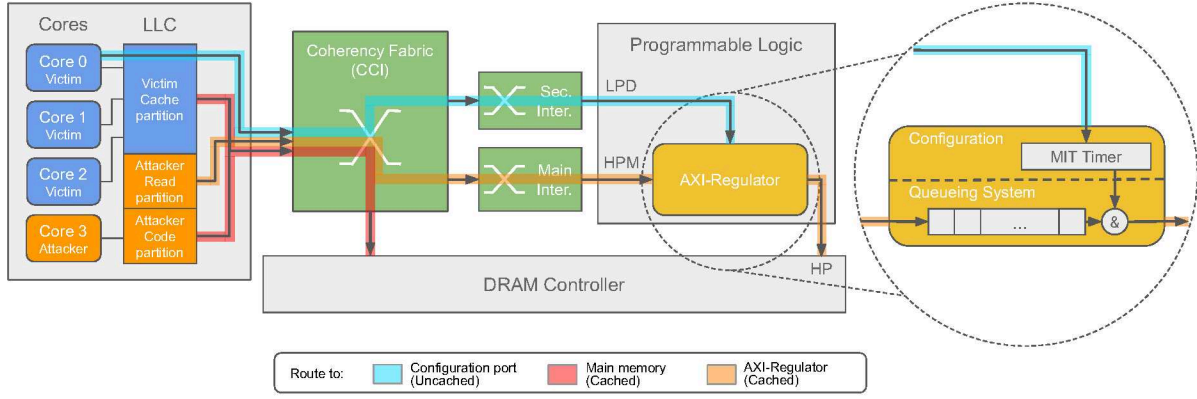 Cores
LLC
Core 0
Victim
Core 1
Victim
Core 2
Victim
Core 3
Attacker
Victim
Cache
partition
Attacker
Read
partition
Attacker
Code
partition
Coherency Fabric
(CCI)
Sec.
Inter.
Main
Inter.
Programmable Logic
LPD
HPM
AXI-Regulator
HP
DRAM Controller
Configuration
MIT Timer
Queueing System
...
&
Route to:
Configuration port
(Uncached)
Main memory
(Cached)
AXI-Regulator
(Cached)